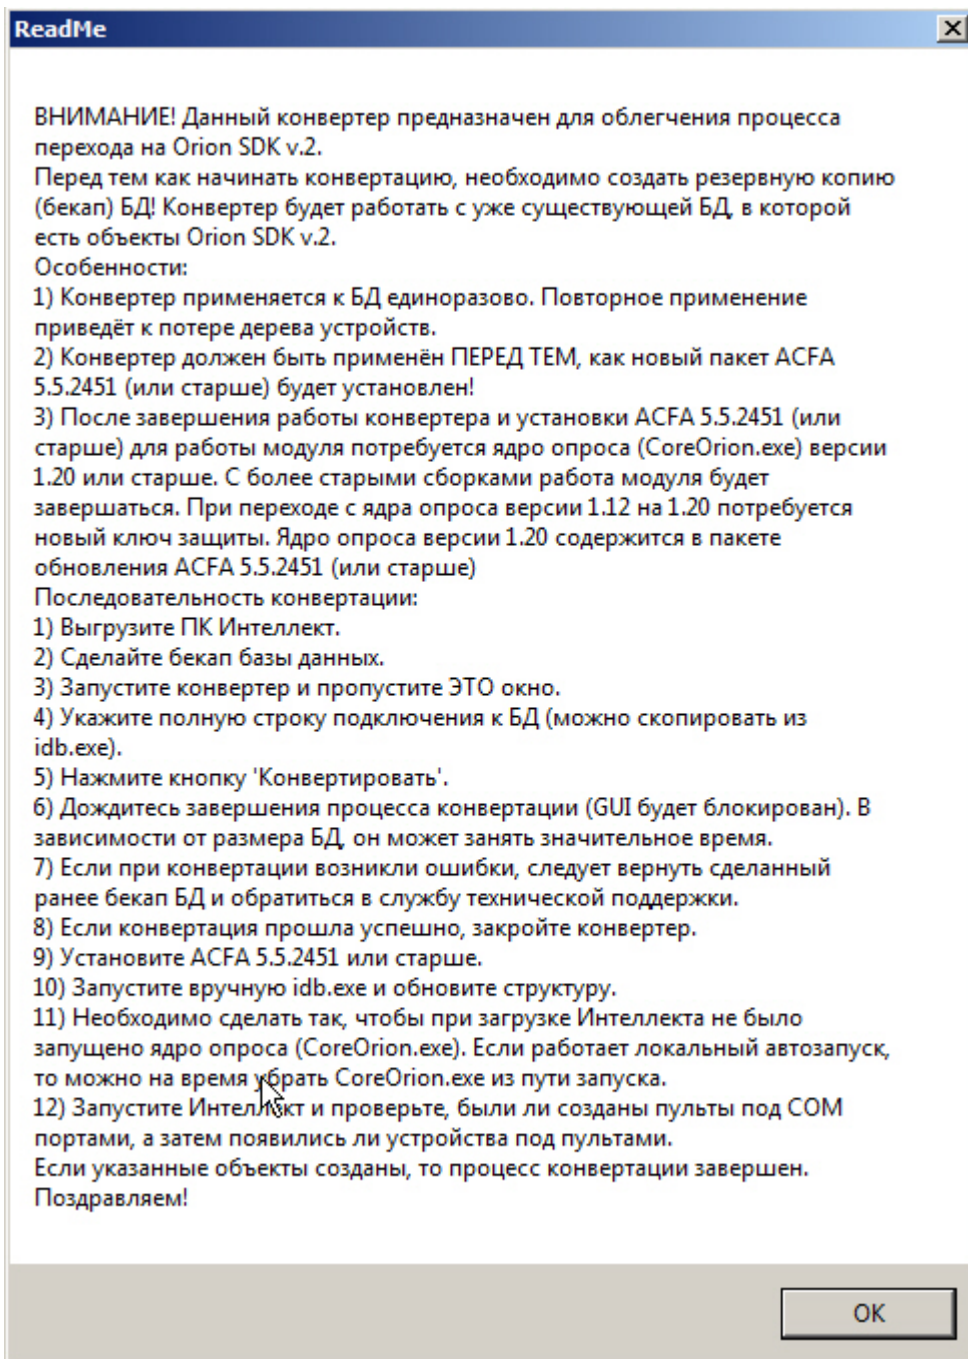 ReadMe
ВНИМАНИЕ! Данный конвертер предназначен для облегчения процесса
перехода на Orion SDK v.2.
Перед тем как начинать конвертацию, необходимо создать резервную копию
(бекап) БД! Конвертер будет работать с уже существующей БД, в которой
есть объекты Orion SDK v.2.
Особенности:
1) Конвертер применяется к БД единоразово. Повторное применение
приведёт к потере дерева устройств.
2) Конвертер должен быть применён ПЕРЕД ТЕМ, как новый пакет ACFA
5.5.2451 (или старше) будет установлен!
3) После завершения работы конвертера и установки ACFA 5.5.2451 (или
старше) для работы модуля потребуется ядро опроса (CoreOrion.exe) версии
1.20 или старше. С более старыми сборками работа модуля будет
завершаться. При переходе с ядра опроса версии 1.12 на 1.20 потребуется
новый ключ защиты. Ядро опроса версии 1.20 содержится в пакете
обновления ACFA 5.5.2451 (или старше)
Последовательность конвертации:
1) Выгрузите ПК Интеллект.
2) Сделайте бекап базы данных.
3) Запустите конвертер и пропустите ЭТО окно.
4) Укажите полную строку подключения к БД (можно скопировать из
idb.exe).
5) Нажмите кнопку 'Конвертировать'.
6) Дождитесь завершения процесса конвертации (GUI будет блокирован). В
зависимости от размера БД, он может занять значительное время.
7) Если при конвертации возникли ошибки, следует вернуть сделанный
ранее бекап БД и обратиться в службу технической поддержки.
8) Если конвертация прошла успешно, закройте конвертер.
9) Установите ACFA 5.5.2451 или старше.
10) Запустите вручную idb.exe и обновите структуру.
11) Необходимо сделать так, чтобы при загрузке Интеллекта не было
запущено ядро опроса (CoreOrion.exe). Если работает локальный автозапуск,
то можно на время убрать CoreOrion.exe из пути запуска.
12) Запустите Интеллект и проверьте, были ли созданы пульты под COM
портами, а затем появились ли устройства под пультами.
Если указанные объекты созданы, то процесс конвертации завершен.
Поздравляем!
OK